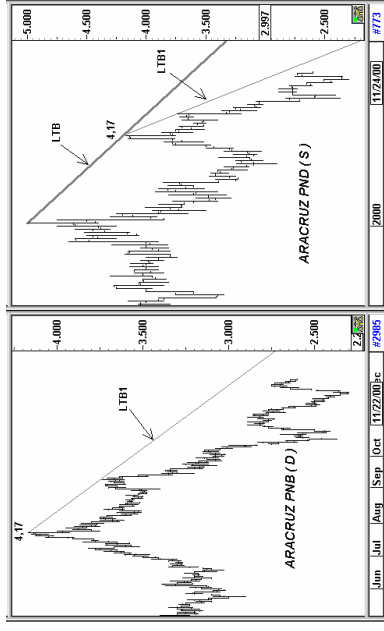 4,17
LTB1
ARACRUZ PNB ( D )
4.000
3.500
3.000
2.500
2.2
Jun Jul Aug Sep Oct 11/22/00 ec #2985
LTB
4,17
LTB1
ARACRUZ PND ( S )
5.000
4.500
4.000
3.500
2.997
2.500
2000 11/24/00 #773